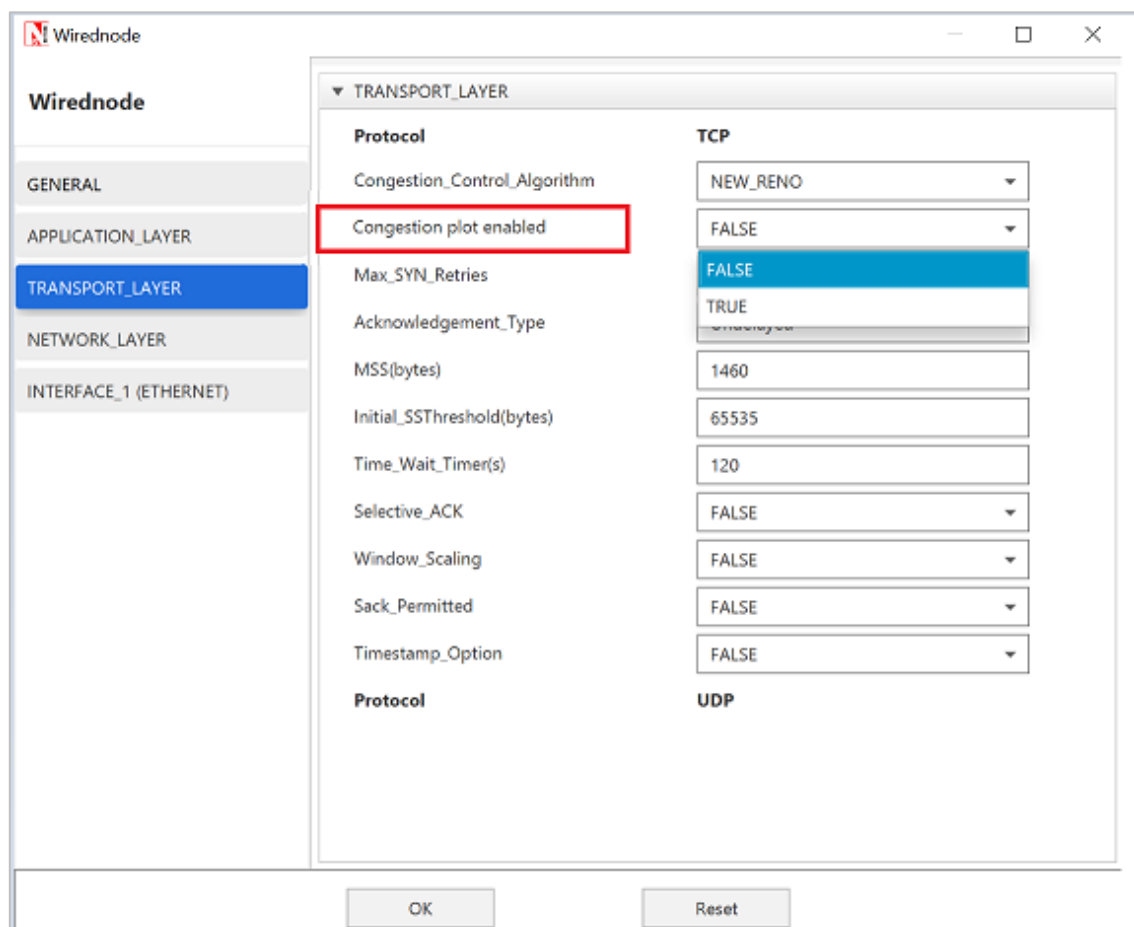 Wirednode
Wirednode
GENERAL
APPLICATION_LAYER
TRANSPORT_LAYER
NETWORK_LAYER
INTERFACE_1 (ETHERNET)
TRANSPORT_LAYER
Protocol TCP
Congestion_Control_Algorithm NEW_RENO
Congestion plot enabled FALSE
FALSE
TRUE
Max_SYN_Retries
Acknowledgement_Type Undelayed
MSS(bytes) 1460
Initial_SSThreshold(bytes) 65535
Time_Wait_Timer(s) 120
Selective_ACK FALSE
Window_Scaling FALSE
Sack_Permitted FALSE
Timestamp_Option FALSE
Protocol UDP
OK Reset